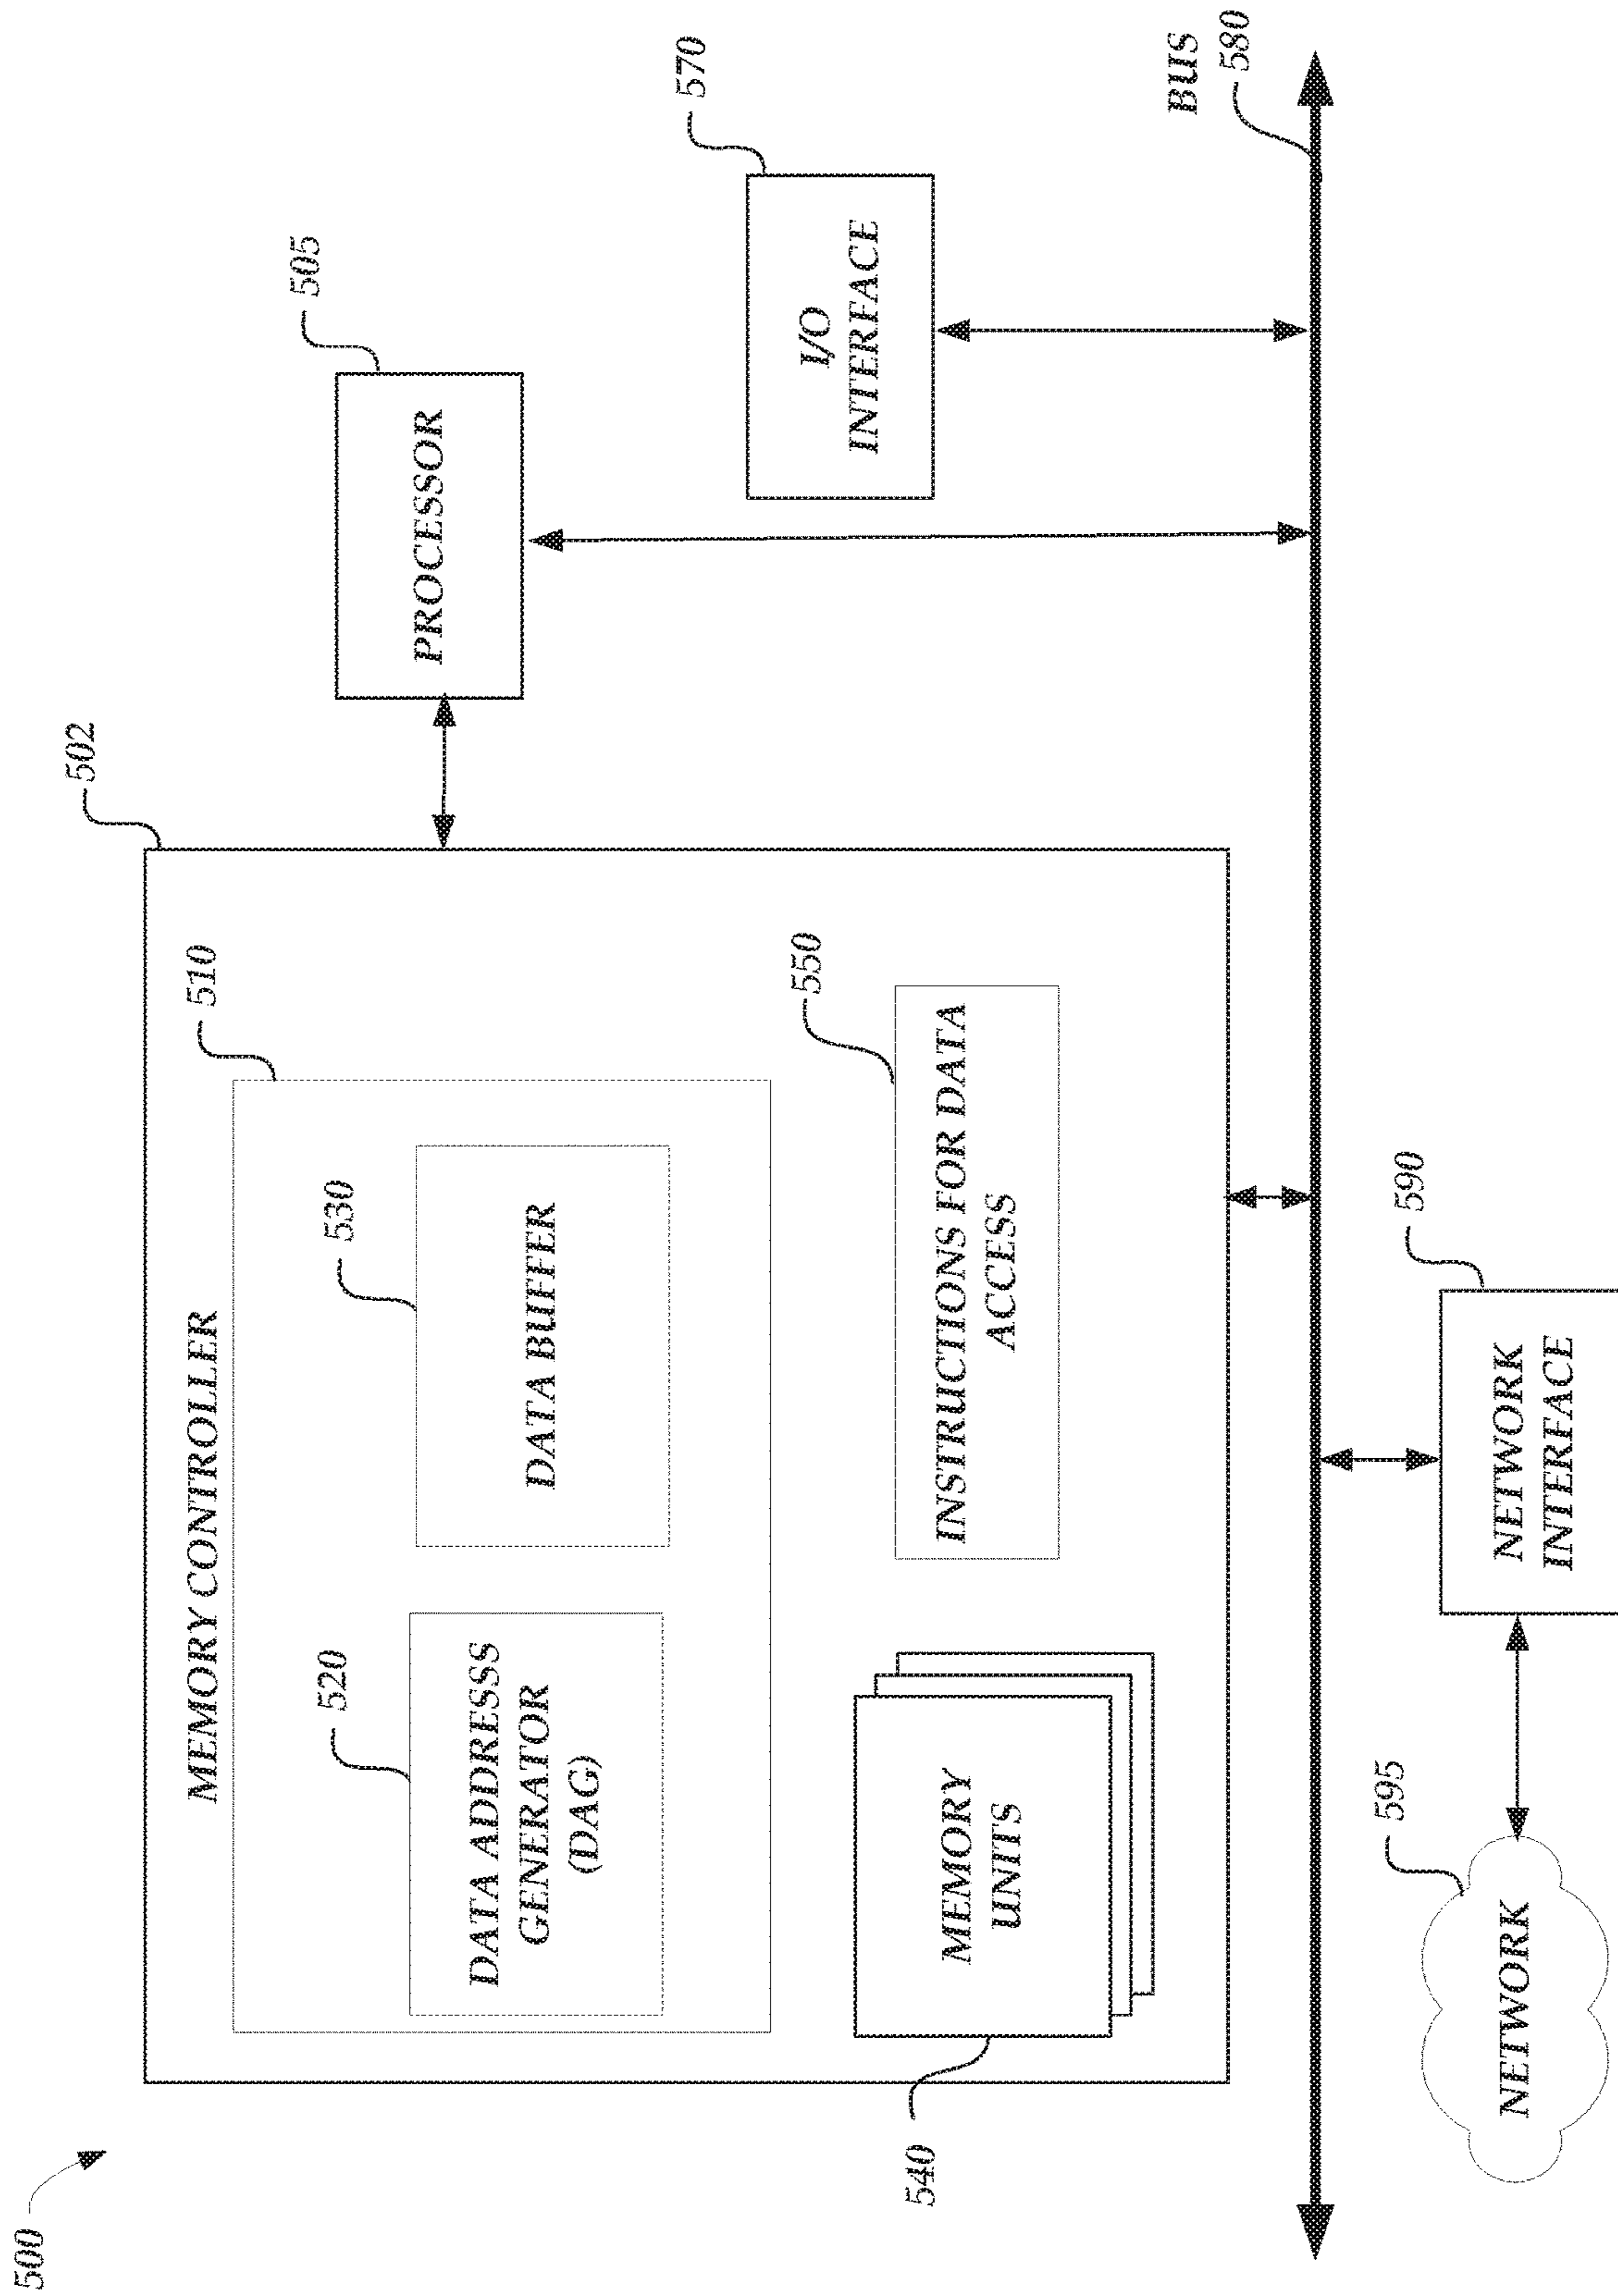 500
502
MEMORY CONTROLLER
510
520
DATA ADDRESSS
GENERATOR
(DAG)
530
DATA BUFFER
505
PROCESSOR
540
MEMORY
UNITS
550
INSTRUCTIONS FOR DATA
ACCESS
570
I/O
INTERFACE
BUS
580
595
NETWORK
590
NETWORK
INTERFACE